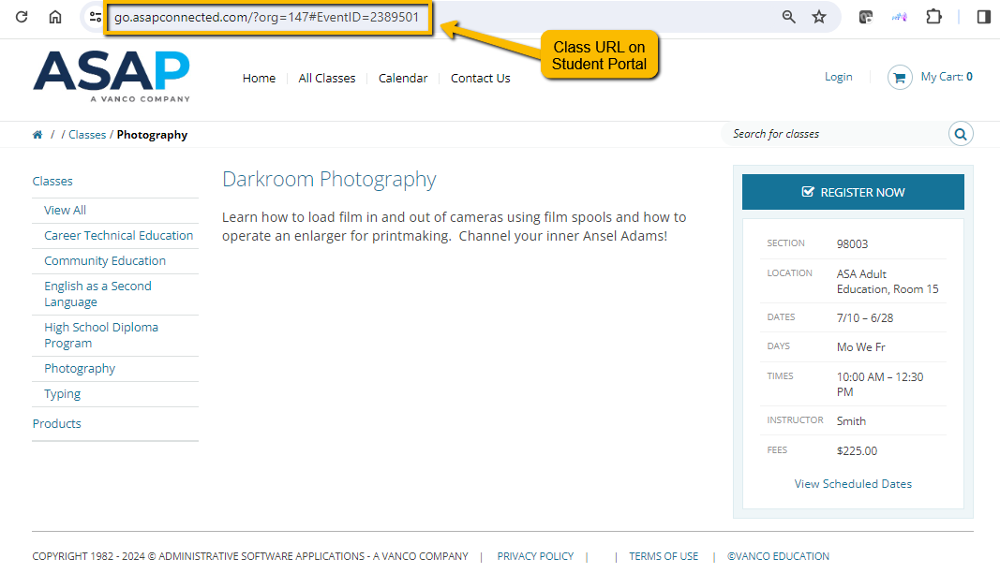 go.asapconnected.com/?org=147#EventID=2389501
Class URL on
Student Portal
ASAP
A VANCO COMPANY
Home
All Classes
Calendar
Contact Us
Login
My Cart: 0
/ / Classes / Photography
Search for classes
Classes
View All
Career Technical Education
Community Education
English as a Second
Language
High School Diploma
Program
Photography
Typing
Products
Darkroom Photography
Learn how to load film in and out of cameras using film spools and how to
operate an enlarger for printmaking.  Channel your inner Ansel Adams!
REGISTER NOW
SECTION 98003
LOCATION ASA Adult
Education, Room 15
DATES 7/10 – 6/28
DAYS Mo We Fr
TIMES 10:00 AM – 12:30
PM
INSTRUCTOR Smith
FEES $225.00
View Scheduled Dates
COPYRIGHT 1982 - 2024 © ADMINISTRATIVE SOFTWARE APPLICATIONS - A VANCO COMPANY | PRIVACY POLICY | | TERMS OF USE | ©VANCO EDUCATION